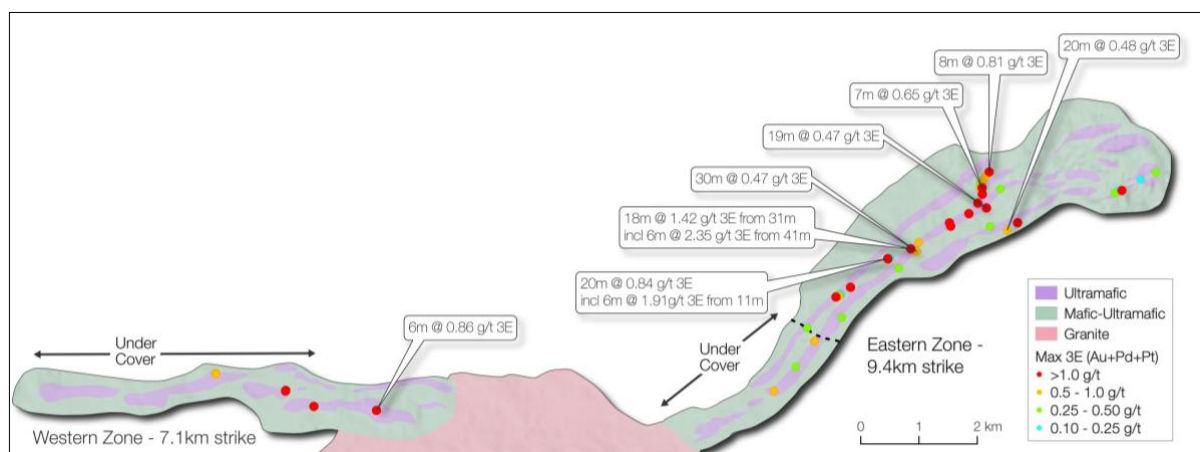 20m @ 0.48 g/t 3E
8m @ 0.81 g/t 3E
7m @ 0.65 g/t 3E
19m @ 0.47 g/t 3E
30m @ 0.47 g/t 3E
18m @ 1.42 g/t 3E from 31m
incl 6m @ 2.35 g/t 3E from 41m
20m @ 0.84 g/t 3E
incl 6m @ 1.91g/t 3E from 11m
6m @ 0.86 g/t 3E
Under
Cover
Western Zone - 7.1km strike
Under
Cover
Eastern Zone -
9.4km strike
0 1 2 km
Ultramafic
Mafic-Ultramafic
Granite
Max 3E (Au+Pd+Pt)
>1.0 g/t
0.5 - 1.0 g/t
0.25 - 0.50 g/t
0.10 - 0.25 g/t